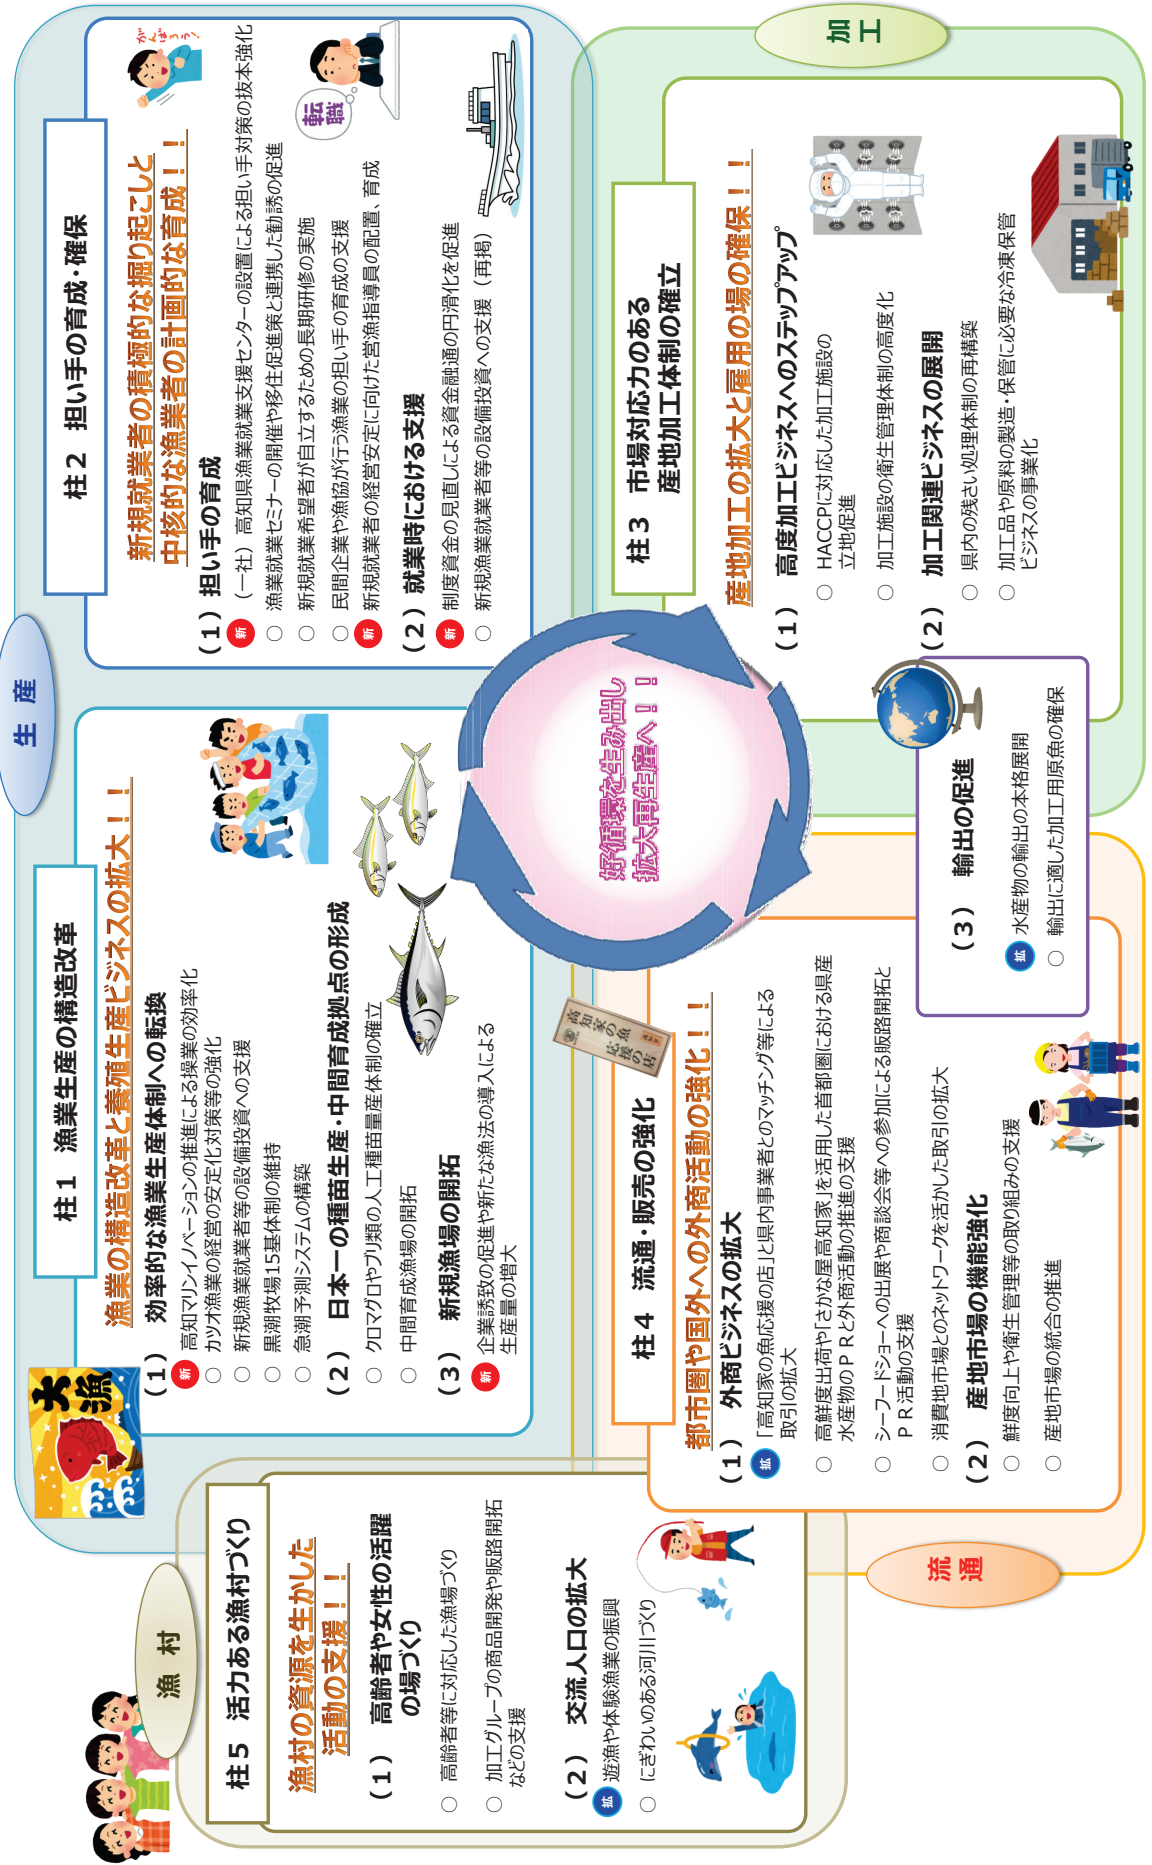 生 産
柱１　漁業生産の構造改革
漁業の構造改革と養殖生産ビジネスの拡大！！
大漁
（１）　効率的な漁業生産体制への転換
新 高知マリンイノベーションの推進による操業の効率化
○ カツオ漁業の経営の安定化対策等の強化
○ 新規漁業就業者等の設備投資への支援
○ 黒潮牧場15基体制の維持
○ 急潮予測システムの構築
（２）　日本一の種苗生産・中間育成拠点の形成
○ クロマグロやブリ類の人工種苗量産体制の確立
○ 中間育成漁場の開拓
（３）　新規漁場の開拓
新 企業誘致の促進や新たな漁法の導入による
生産量の増大
柱２　担い手の育成・確保
新規就業者の積極的な掘り起こしと
中核的な漁業者の計画的な育成！！
がんばろう！
（１）担い手の育成
新 （一社）高知県漁業就業支援センターの設置による担い手対策の抜本強化
○ 漁業就業セミナーの開催や移住促進策と連携した勧誘の促進
○ 新規就業希望者が自立するための長期研修の実施
○ 民間企業や漁協が行う漁業の担い手の育成の支援
新 新規就業者の経営安定に向けた営漁指導員の配置、育成
転職
（２）就業時における支援
新 制度資金の見直しによる資金融通の円滑化を促進
○ 新規漁業就業者等の設備投資への支援（再掲）
加工
柱３　市場対応力のある
産地加工体制の確立
産地加工の拡大と雇用の場の確保！！
（１）　高度加工ビジネスへのステップアップ
○ HACCPに対応した加工施設の
立地促進
○ 加工施設の衛生管理体制の高度化
（２）　加工関連ビジネスの展開
○ 県内の残さい処理体制の再構築
○ 加工品や原料の製造・保管に必要な冷凍保管
ビジネスの事業化
（３）　輸出の促進
拡 水産物の輸出の本格展開
○ 輸出に適した加工用原魚の確保
好循環を生み出し
拡大再生産へ！！
流通
柱４　流通・販売の強化
高知家の魚
応援の店
都市圏や国外への外商活動の強化！！
（１）　外商ビジネスの拡大
拡 「高知家の魚応援の店」と県内事業者とのマッチング等による
取引の拡大
○ 高鮮度出荷や「さかな屋高知家」を活用した首都圏における県産
水産物のＰＲと外商活動の推進の支援
○ シーフードショーへの出展や商談会等への参加による販路開拓と
ＰＲ活動の支援
○ 消費地市場とのネットワークを活かした取引の拡大
（２）　産地市場の機能強化
○ 鮮度向上や衛生管理等の取り組みの支援
○ 産地市場の統合の推進
漁 村
柱５　活力ある漁村づくり
漁村の資源を生かした
活動の支援！！
（１）　高齢者や女性の活躍
の場づくり
○ 高齢者等に対応した漁場づくり
○ 加工グループの商品開発や販路開拓
などの支援
（２）　交流人口の拡大
拡 遊漁や体験漁業の振興
○ にぎわいのある河川づくり